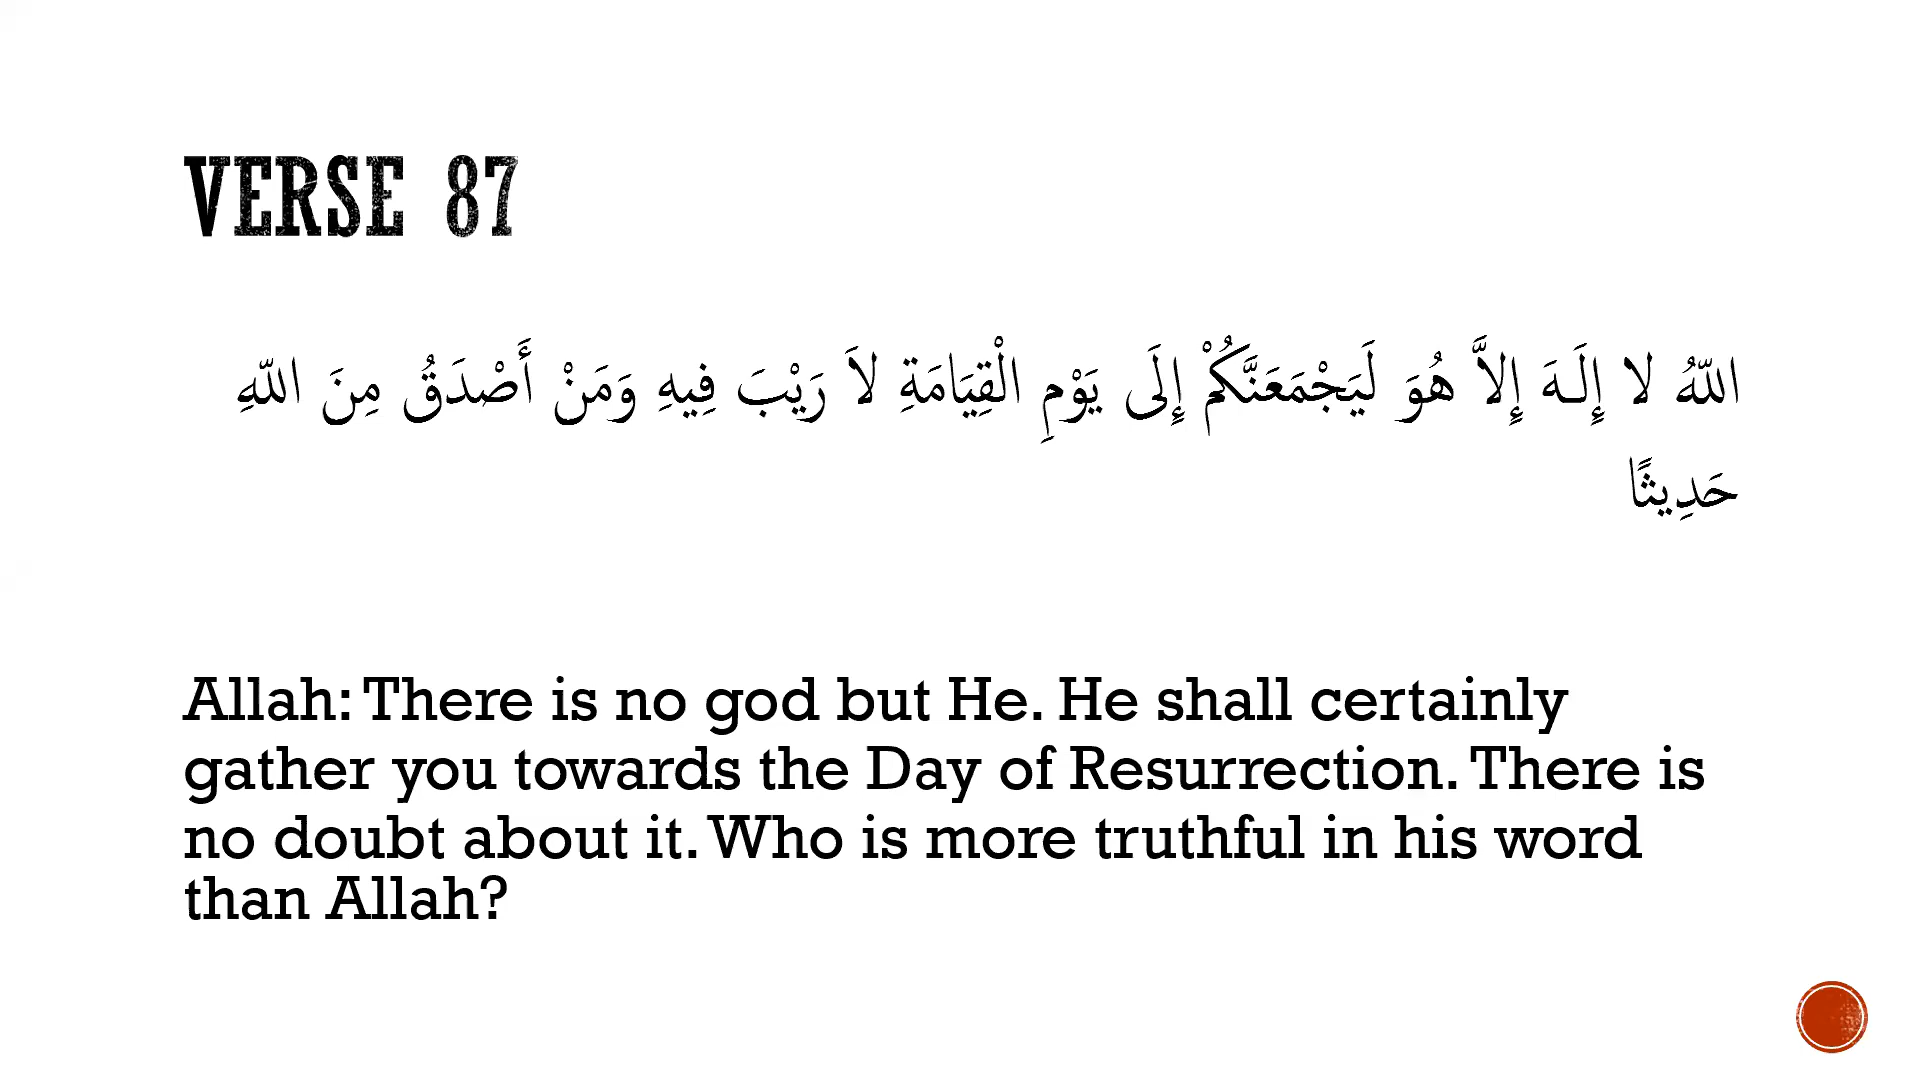 VERSE 87
اللّهُ لا إِلَـهَ إِلاَّ هُوَ لَيَجْمَعَنَّكُمْ إِلَى يَوْمِ الْقِيَامَةِ لاَ رَيْبَ فِيهِ وَمَنْ أَصْدَقُ مِنَ اللّهِ
حَدِيثًا
Allah: There is no god but He. He shall certainly
gather you towards the Day of Resurrection. There is
no doubt about it. Who is more truthful in his word
than Allah?